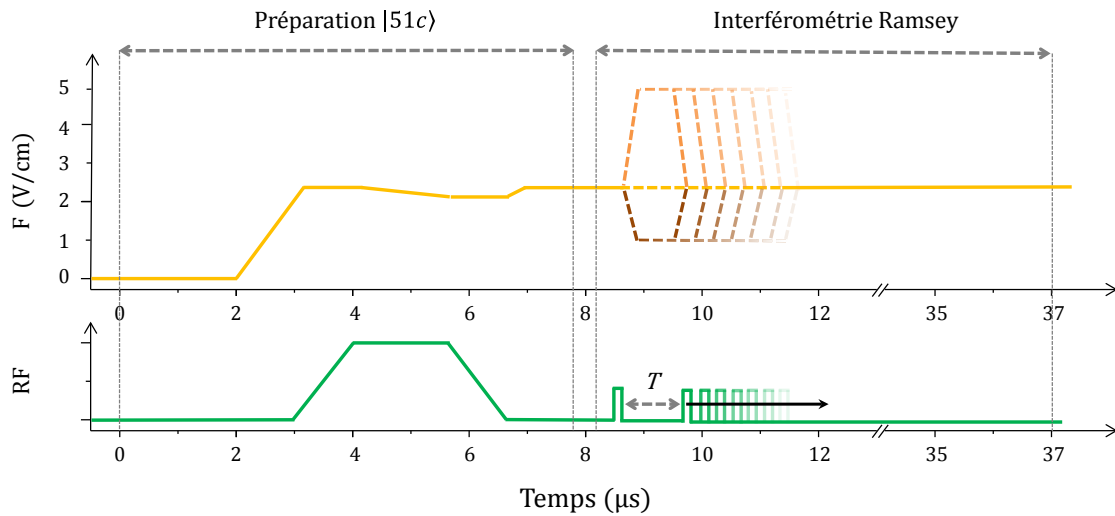 Préparation |51c⟩
Interférométrie Ramsey
F (V/cm)
5
4
3
2
1
0
0 2 4 6 8 10 12 35 37
RF
T
0 2 4 6 8 10 12 35 37
Temps (μs)